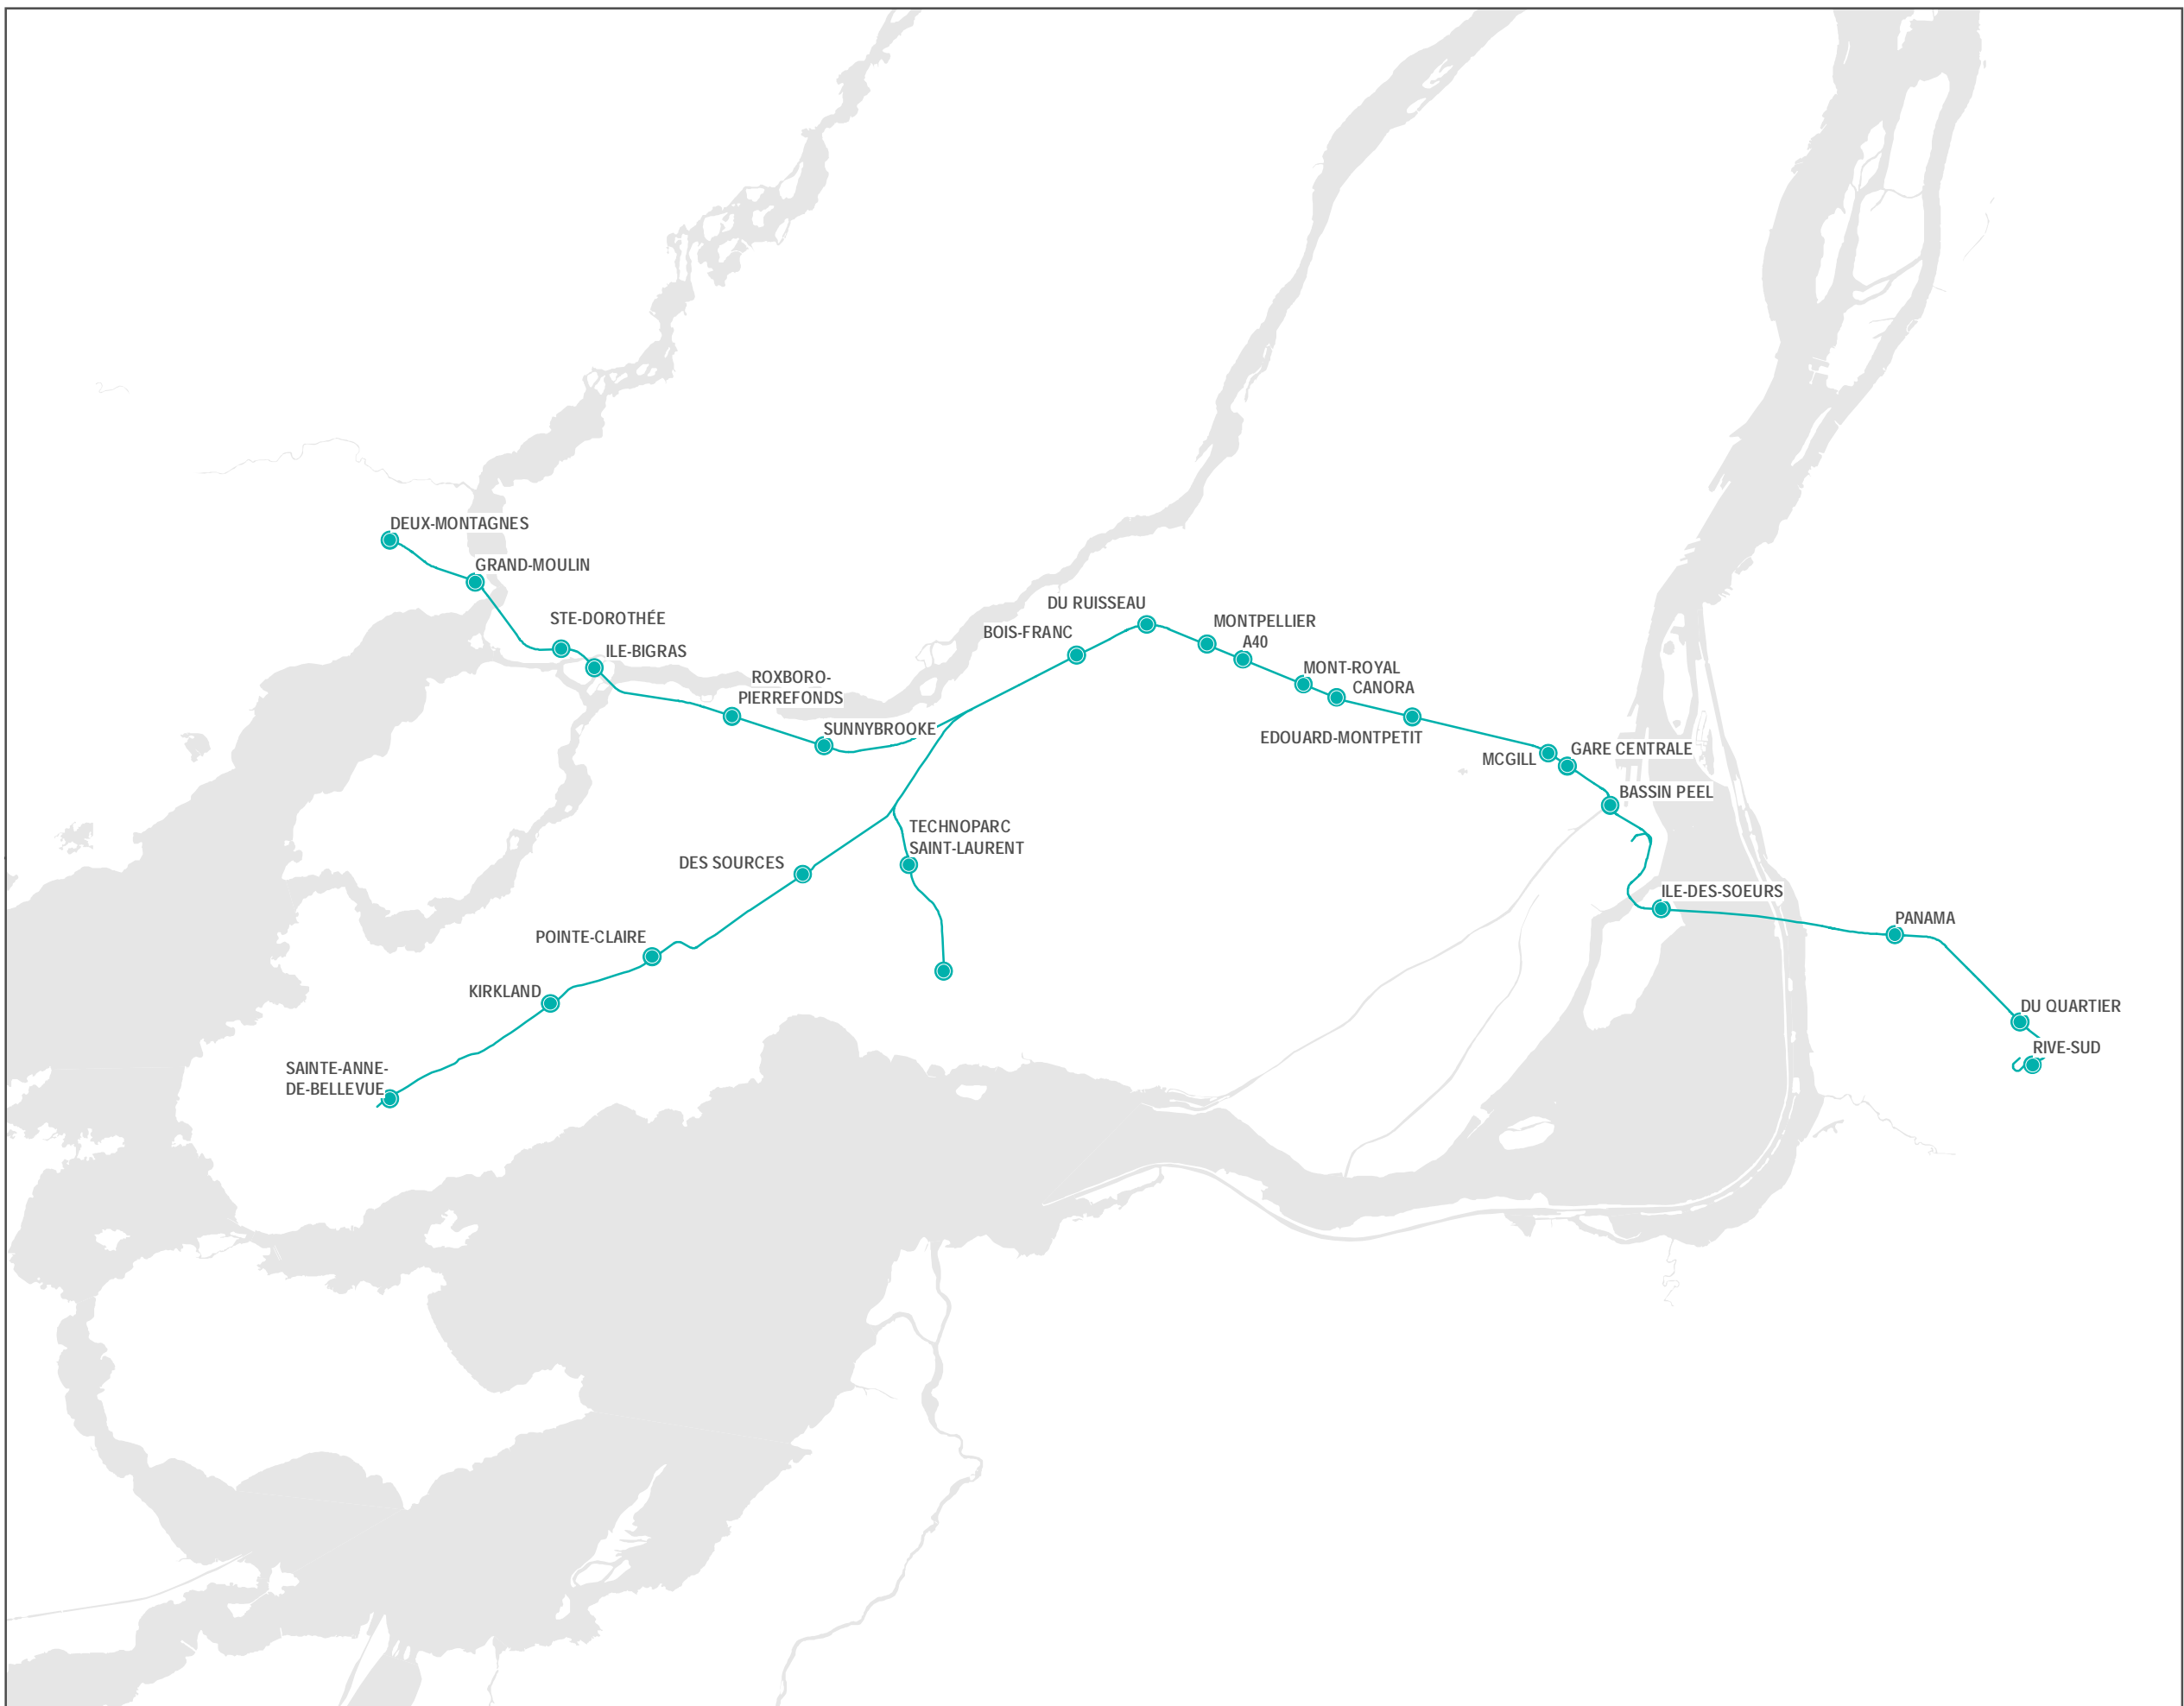 DEUX-MONTAGNES
GRAND-MOULIN
STE-DOROTHÉE
ILE-BIGRAS
ROXBORO-
PIERREFONDS
SUNNYBROOKE
BOIS-FRANC
DU RUISSEAU
MONTPELLIER
A40
MONT-ROYAL
CANORA
EDOUARD-MONTPETIT
MCGILL
GARE CENTRALE
BASSIN PEEL
ILE-DES-SOEURS
PANAMA
DU QUARTIER
RIVE-SUD
TECHNOPARC
SAINT-LAURENT
DES SOURCES
POINTE-CLAIRE
KIRKLAND
SAINTE-ANNE-
DE-BELLEVUE